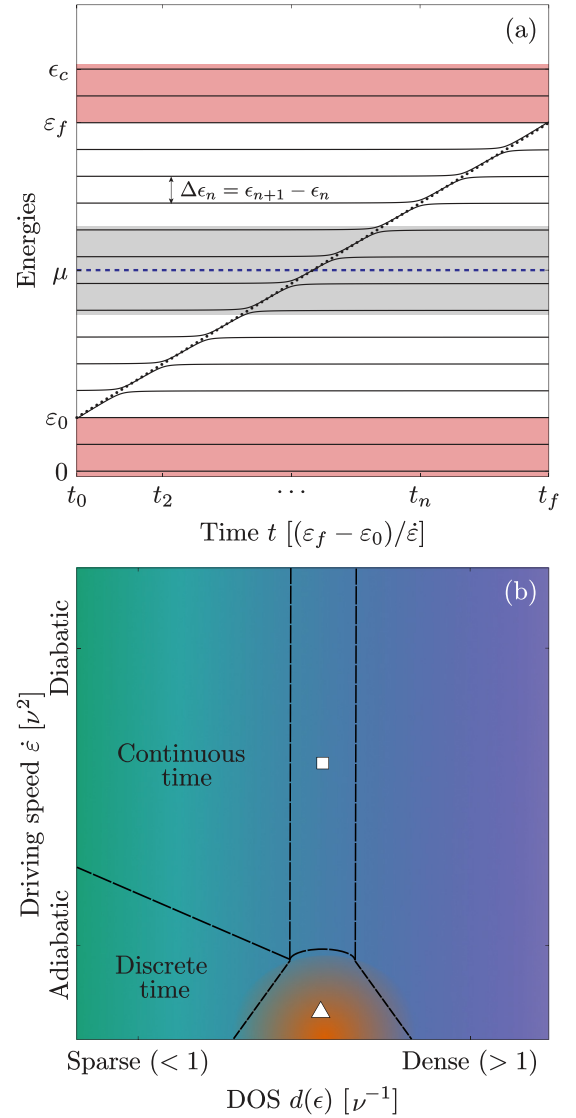 (a)
ϵ_c
ε_f
Δϵ_n = ϵ_{n+1} − ϵ_n
Energies
μ
ε_0
0
t_0 t_2 ⋯ t_n t_f
Time t [(ε_f − ε_0)/ε̇]
(b)
Diabatic
Adiabatic
Driving speed ε̇ [ν²]
Continuous
time
Discrete
time
Sparse (< 1) Dense (> 1)
DOS d(ϵ) [ν⁻¹]